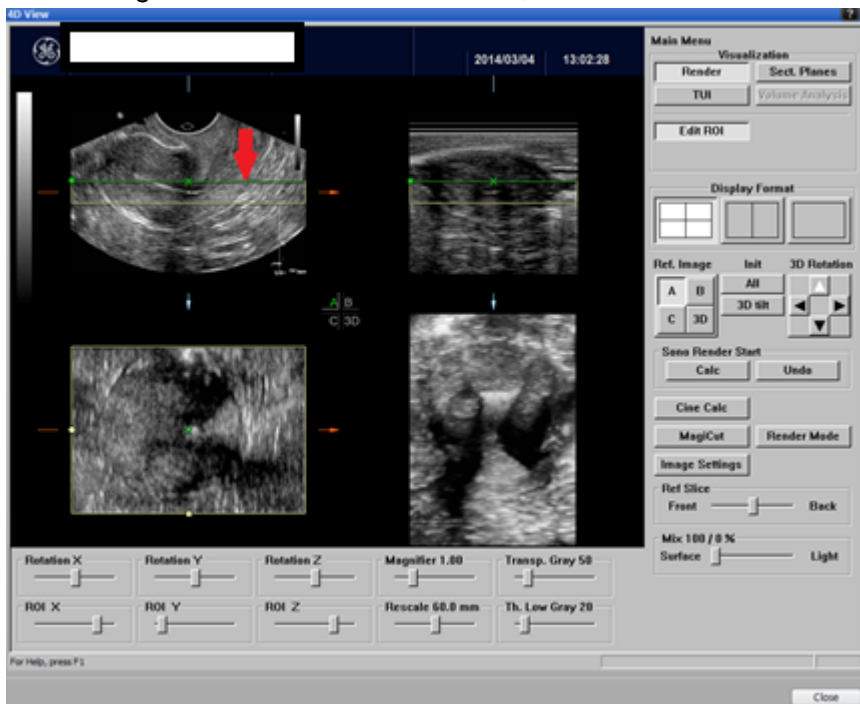 4D View
?
GE
2014/03/04 13:02:28
A B
C 3D
Main Menu
Visualization
Render Sect. Planes
TUI Volume Analysis
Edit ROI
Display Format
Ref. Image Init 3D Rotation
A B All
C 3D 3D tilt
Sono Render Start
Calc Undo
Cine Calc
MagiCut Render Mode
Image Settings
Ref Slice
Front Back
Mix 100 / 0 %
Surface Light
Rotation X Rotation Y Rotation Z Magnifier 1.00 Transp. Gray 50
ROI X ROI Y ROI Z Rescale 60.0 mm Th. Low Gray 20
For Help, press F1
Close